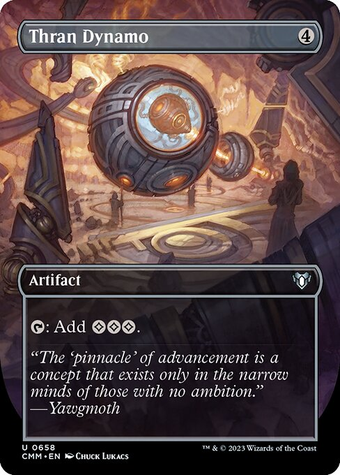 Thran Dynamo 4
Artifact
: Add .
“The ‘pinnacle’ of advancement is a
concept that exists only in the narrow
minds of those with no ambition.”
—Yawgmoth
U 0658
CMM • EN Chuck Lukacs
™ & © 2023 Wizards of the Coast